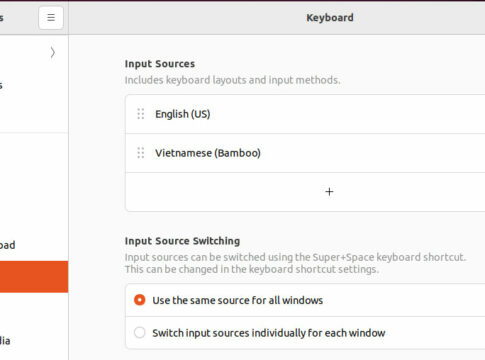 Keyboard
Input Sources
Includes keyboard layouts and input methods.
English (US)
Vietnamese (Bamboo)
+
Input Source Switching
Input sources can be switched using the Super+Space keyboard shortcut.
This can be changed in the keyboard shortcut settings.
Use the same source for all windows
Switch input sources individually for each window